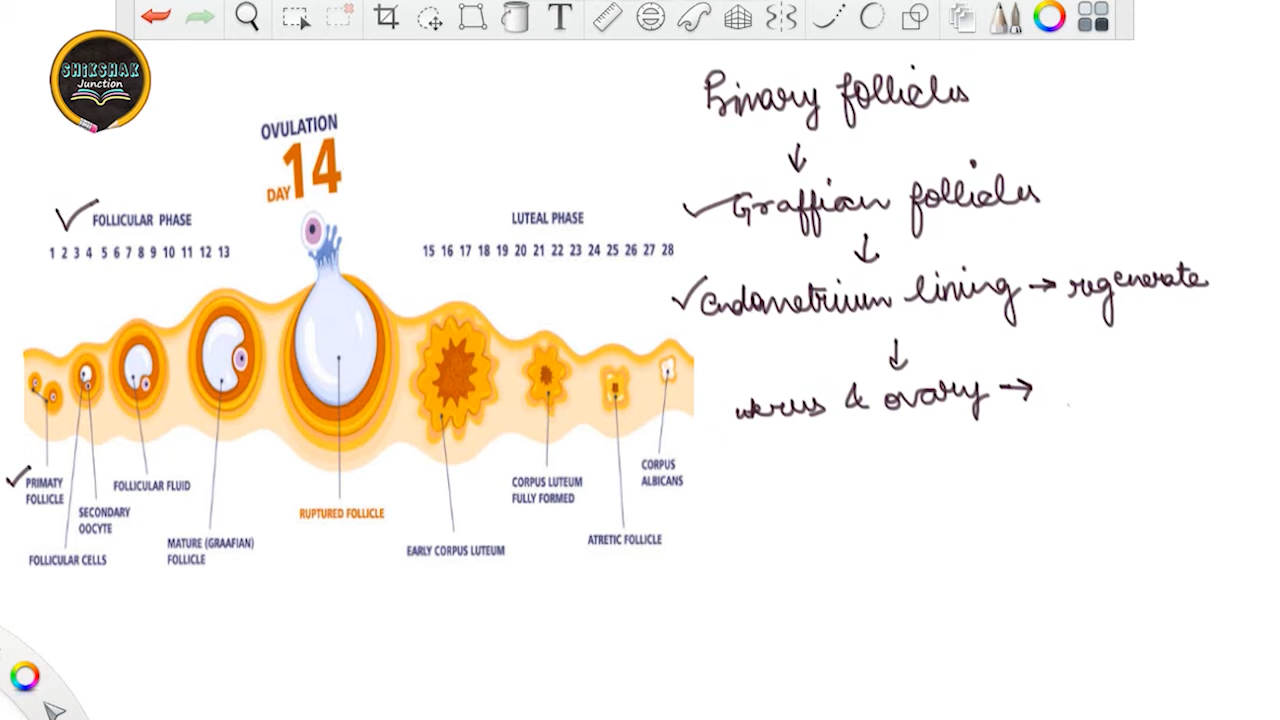 SHiKSHAK
Junction
OVULATION
DAY 14
FOLLICULAR PHASE
1 2 3 4 5 6 7 8 9 10 11 12 13
LUTEAL PHASE
15 16 17 18 19 20 21 22 23 24 25 26 27 28
PRIMATY
FOLLICLE
SECONDARY
OOCYTE
FOLLICULAR CELLS
FOLLICULAR FLUID
MATURE (GRAAFIAN)
FOLLICLE
RUPTURED FOLLICLE
EARLY CORPUS LUTEUM
CORPUS LUTEUM
FULLY FORMED
ATRETIC FOLLICLE
CORPUS
ALBICANS
follicles
↓
✓ Graffian follicles
↓
✓ endometrium lining → regenerate
↓
uterus & ovary →